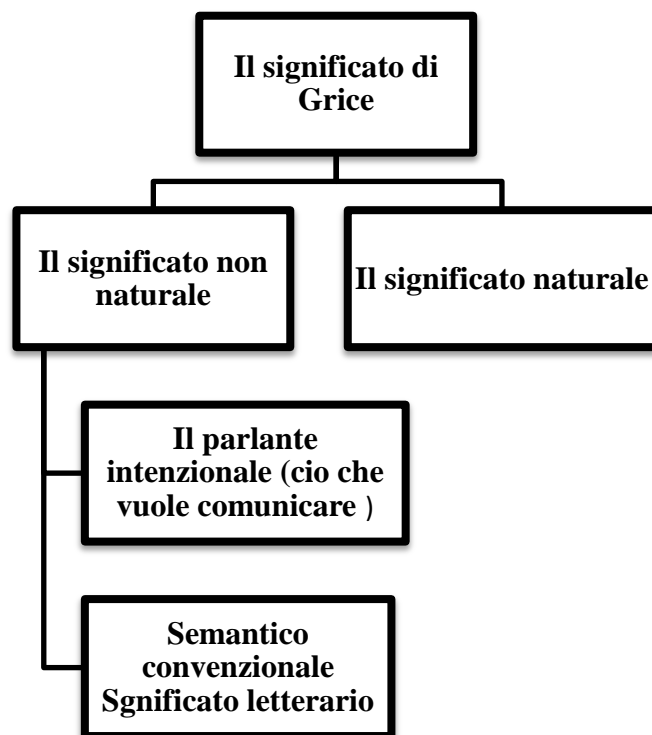 Il significato di
Grice
Il significato non
naturale
Il significato naturale
Il parlante
intenzionale (cio che
vuole comunicare )
Semantico
convenzionale
Sgnificato letterario